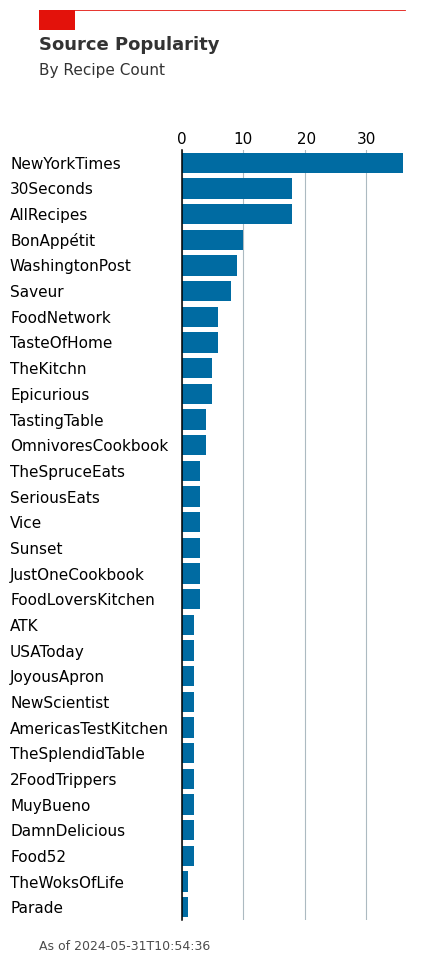 Source Popularity
By Recipe Count
0 10 20 30
NewYorkTimes
30Seconds
AllRecipes
BonAppétit
WashingtonPost
Saveur
FoodNetwork
TasteOfHome
TheKitchn
Epicurious
TastingTable
OmnivoresCookbook
TheSpruceEats
SeriousEats
Vice
Sunset
JustOneCookbook
FoodLoversKitchen
ATK
USAToday
JoyousApron
NewScientist
AmericasTestKitchen
TheSplendidTable
2FoodTrippers
MuyBueno
DamnDelicious
Food52
TheWoksOfLife
Parade
As of 2024-05-31T10:54:36